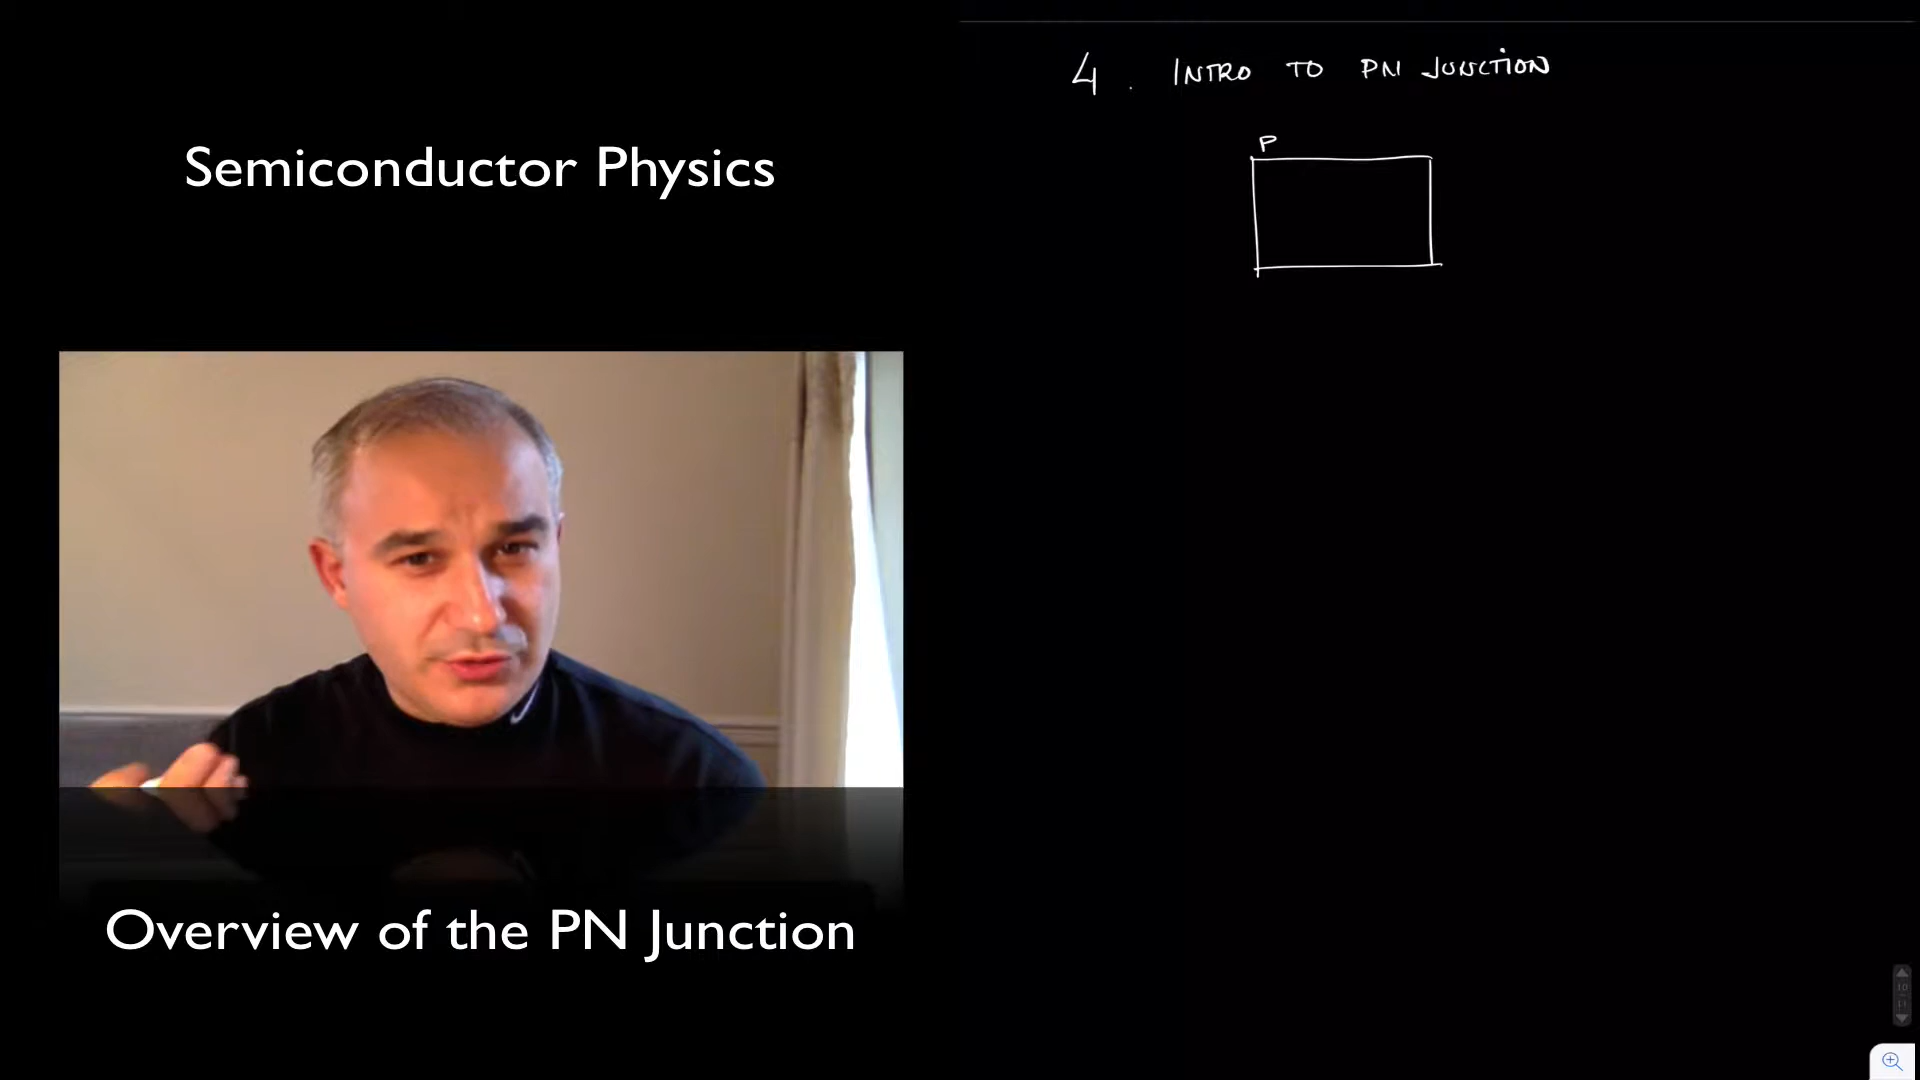 Semiconductor Physics
Overview of the PN Junction
4. INTRO TO PN JUNCTION
P